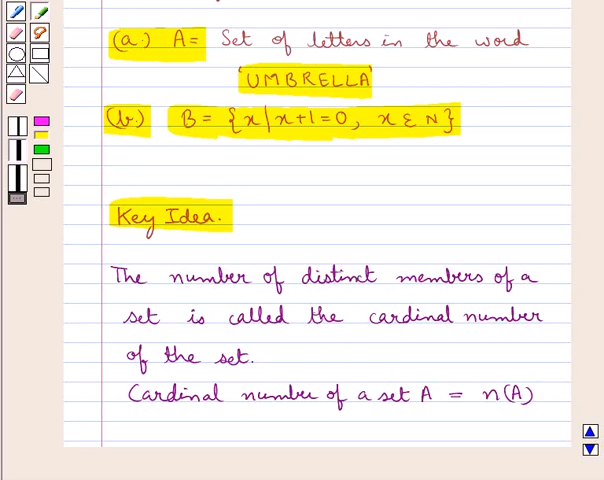 (a.) A = Set of letters in the word
'UMBRELLA'
(b.) B = {x | x+1=0, x ε N}
Key Idea.
The number of distinct members of a
set is called the cardinal number
of the set.
Cardinal number of a set A = n(A)